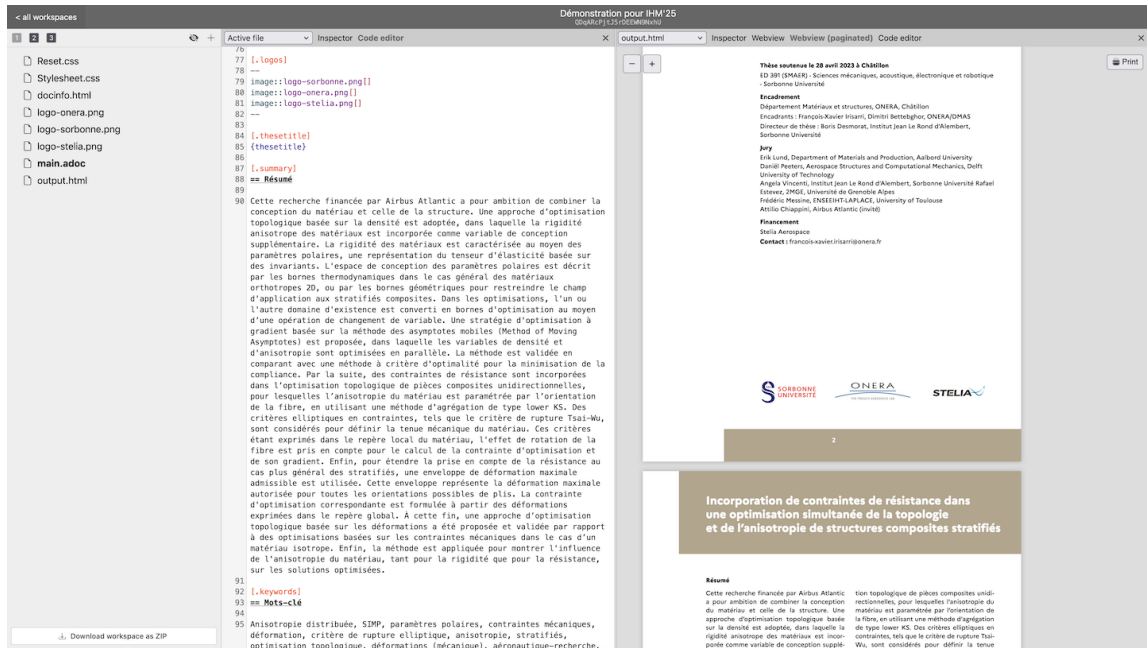 < all workspaces
Démonstration pour IHM'25
1 2 3
Active file Inspector Code editor
output.html Inspector Webview Webview (paginated) Code editor
Reset.css
Stylesheet.css
docinfo.html
logo-onera.png
logo-sorbonne.png
logo-stelia.png
main.adoc
output.html
Download workspace as ZIP
76
77 [.logos]
78 --
79 image::logo-sorbonne.png[]
80 image::logo-onera.png[]
81 image::logo-stelia.png[]
82 --
83
84 [.thesetitle]
85 {thesetitle}
86
87 [.summary]
88 == Résumé
89
90 Cette recherche financée par Airbus Atlantic a pour ambition de combiner la
conception du matériau et celle de la structure. Une approche d'optimisation
topologique basée sur la densité est adoptée, dans laquelle la rigidité
anisotrope des matériaux est incorporée comme variable de conception
supplémentaire. La rigidité des matériaux est caractérisée au moyen des
paramètres polaires, une représentation du tenseur d'élasticité basée sur
des invariants. L'espace de conception des paramètres polaires est décrit
par les bornes thermodynamiques dans le cas général des matériaux
orthotropes 2D, ou par les bornes géométriques pour restreindre le champ
d'application aux stratifiés composites. Dans les optimisations, l'un ou
l'autre domaine d'existence est converti en bornes d'optimisation au moyen
d'une opération de changement de variable. Une stratégie d'optimisation à
gradient basée sur la méthode des asymptotes mobiles (Method of Moving
Asymptotes) est proposée, dans laquelle les variables de densité et
d'anisotropie sont optimisées en parallèle. La méthode est validée en
comparant avec une méthode à critère d'optimalité pour la minimisation de la
compliance. Par la suite, des contraintes de résistance sont incorporées
dans l'optimisation topologique de pièces composites unidirectionnelles,
pour lesquelles l'anisotropie du matériau est paramétrée par l'orientation
de la fibre, en utilisant une méthode d'agrégation de type lower KS. Des
critères elliptiques en contraintes, tels que le critère de rupture Tsai-Wu,
sont considérés pour définir la tenue mécanique du matériau. Ces critères
étant exprimés dans le repère local du matériau, l'effet de rotation de la
fibre est pris en compte pour le calcul de la contrainte d'optimisation et
de son gradient. Enfin, pour étendre la prise en compte de la résistance au
cas plus général des stratifiés, une enveloppe de déformation maximale
admissible est utilisée. Cette enveloppe représente la déformation maximale
autorisée pour toutes les orientations possibles de plis. La contrainte
d'optimisation correspondante est formulée à partir des déformations
exprimées dans le repère global. À cette fin, une approche d'optimisation
topologique basée sur les déformations a été proposée et validée par rapport
à des optimisations basées sur les contraintes mécaniques dans le cas d'un
matériau isotrope. Enfin, la méthode est appliquée pour montrer l'influence
de l'anisotropie du matériau, tant pour la rigidité que pour la résistance,
sur les solutions optimisées.
91
92 [.keywords]
93 == Mots-clé
94
95 Anisotropie distribuée, SIMP, paramètres polaires, contraintes mécaniques,
déformation, critère de rupture elliptique, anisotropie, stratifiés,
optimisation topologique, déformations (mécanique), aéronautique-recherche,
− +
Print
Thèse soutenue le 28 avril 2023 à Châtillon
ED 391 (SMAER) - Sciences mécaniques, acoustique, électronique et robotique
- Sorbonne Université
Encadrement
Département Matériaux et structures, ONERA, Châtillon
Encadrants : François-Xavier Irisarri, Dimitri Bettebghor, ONERA/DMAS
Directeur de thèse : Boris Desmorat, Institut Jean Le Rond d'Alembert,
Sorbonne Université
Jury
Erik Lund, Department of Materials and Production, Aalbord University
Daniël Peeters, Aerospace Structures and Computational Mechanics, Delft
University of Technology
Angela Vincenti, Institut Jean Le Rond d'Alembert, Sorbonne Université Rafael
Estevez, 2MGE, Université de Grenoble Alpes
Frédéric Messine, ENSEEIHT-LAPLACE, University of Toulouse
Attilio Chiappini, Airbus Atlantic (invité)
Financement
Stelia Aerospace
Contact : francois-xavier.irisarri@onera.fr
SORBONNE
UNIVERSITÉ
ONERA
STELIA
2
Incorporation de contraintes de résistance dans
une optimisation simultanée de la topologie
et de l'anisotropie de structures composites stratifiés
Résumé
Cette recherche financée par Airbus Atlantic
a pour ambition de combiner la conception
du matériau et celle de la structure. Une
approche d'optimisation topologique basée
sur la densité est adoptée, dans laquelle la
rigidité anisotrope des matériaux est incor-
porée comme variable de conception supplé-
tion topologique de pièces composites unidi-
rectionnelles, pour lesquelles l'anisotropie du
matériau est paramétrée par l'orientation de
la fibre, en utilisant une méthode d'agrégation
de type lower KS. Des critères elliptiques en
contraintes, tels que le critère de rupture Tsai-
Wu, sont considérés pour définir la tenue